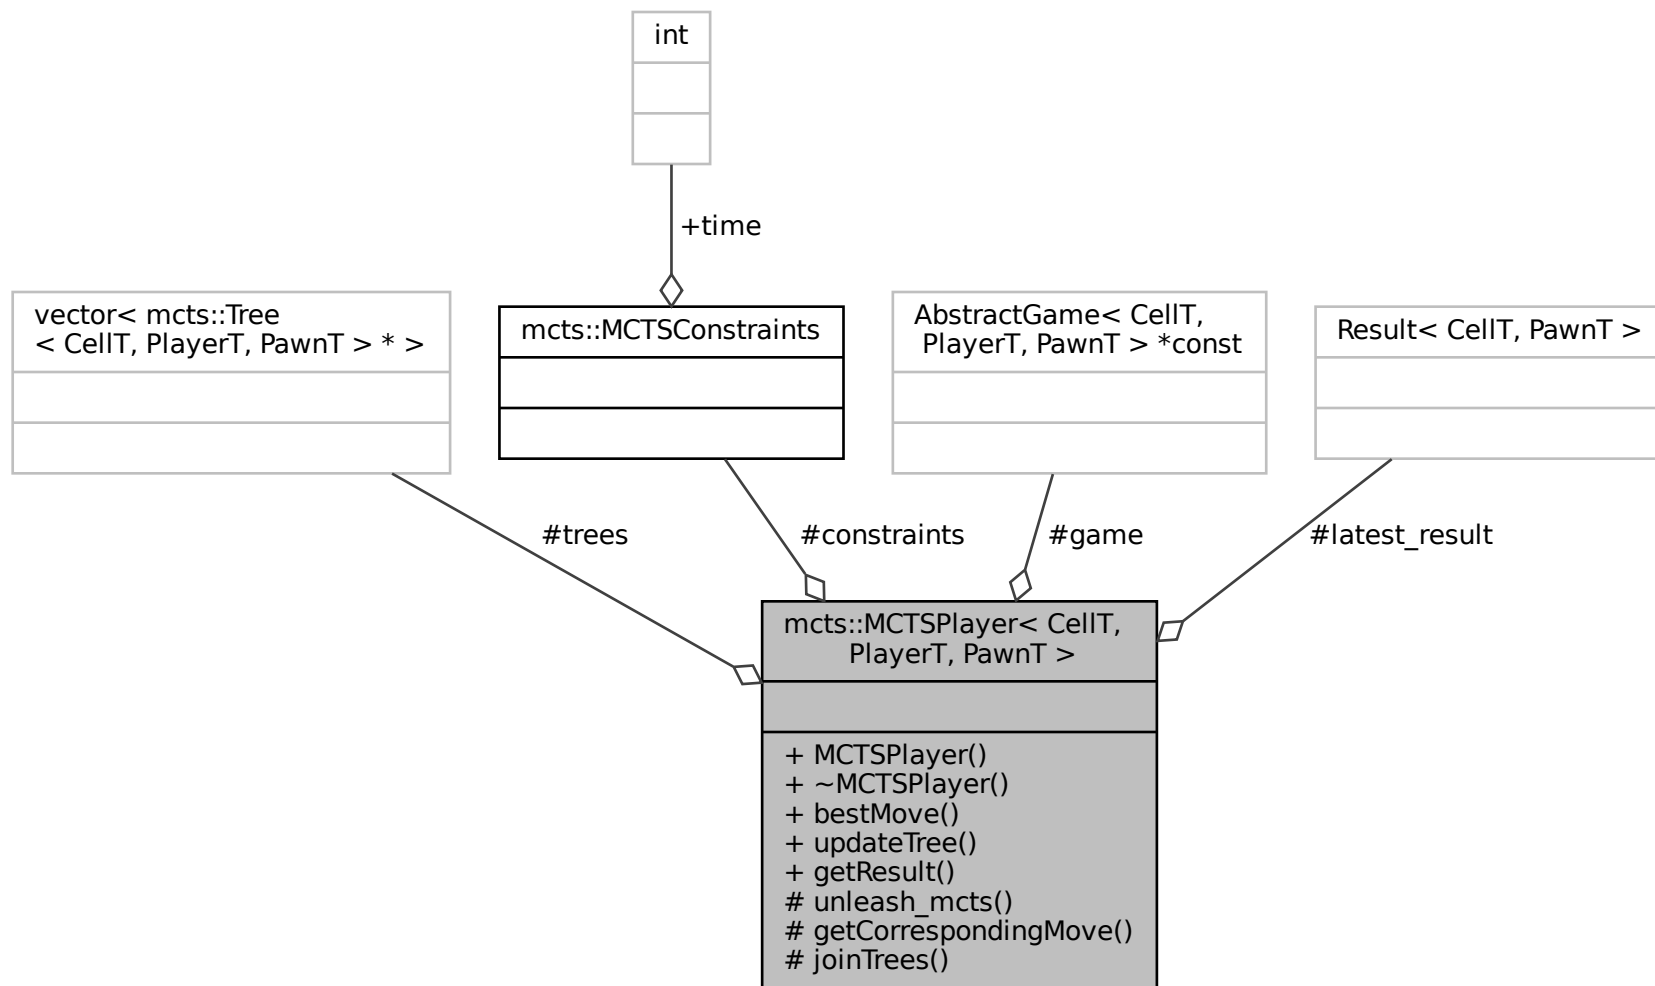 int
+time
vector< mcts::Tree
< CellT, PlayerT, PawnT > * >
mcts::MCTSConstraints
AbstractGame< CellT,
PlayerT, PawnT > *const
Result< CellT, PawnT >
#trees
#constraints
#game
#latest_result
mcts::MCTSPlayer< CellT,
PlayerT, PawnT >
+ MCTSPlayer()
+ ~MCTSPlayer()
+ bestMove()
+ updateTree()
+ getResult()
# unleash_mcts()
# getCorrespondingMove()
# joinTrees()